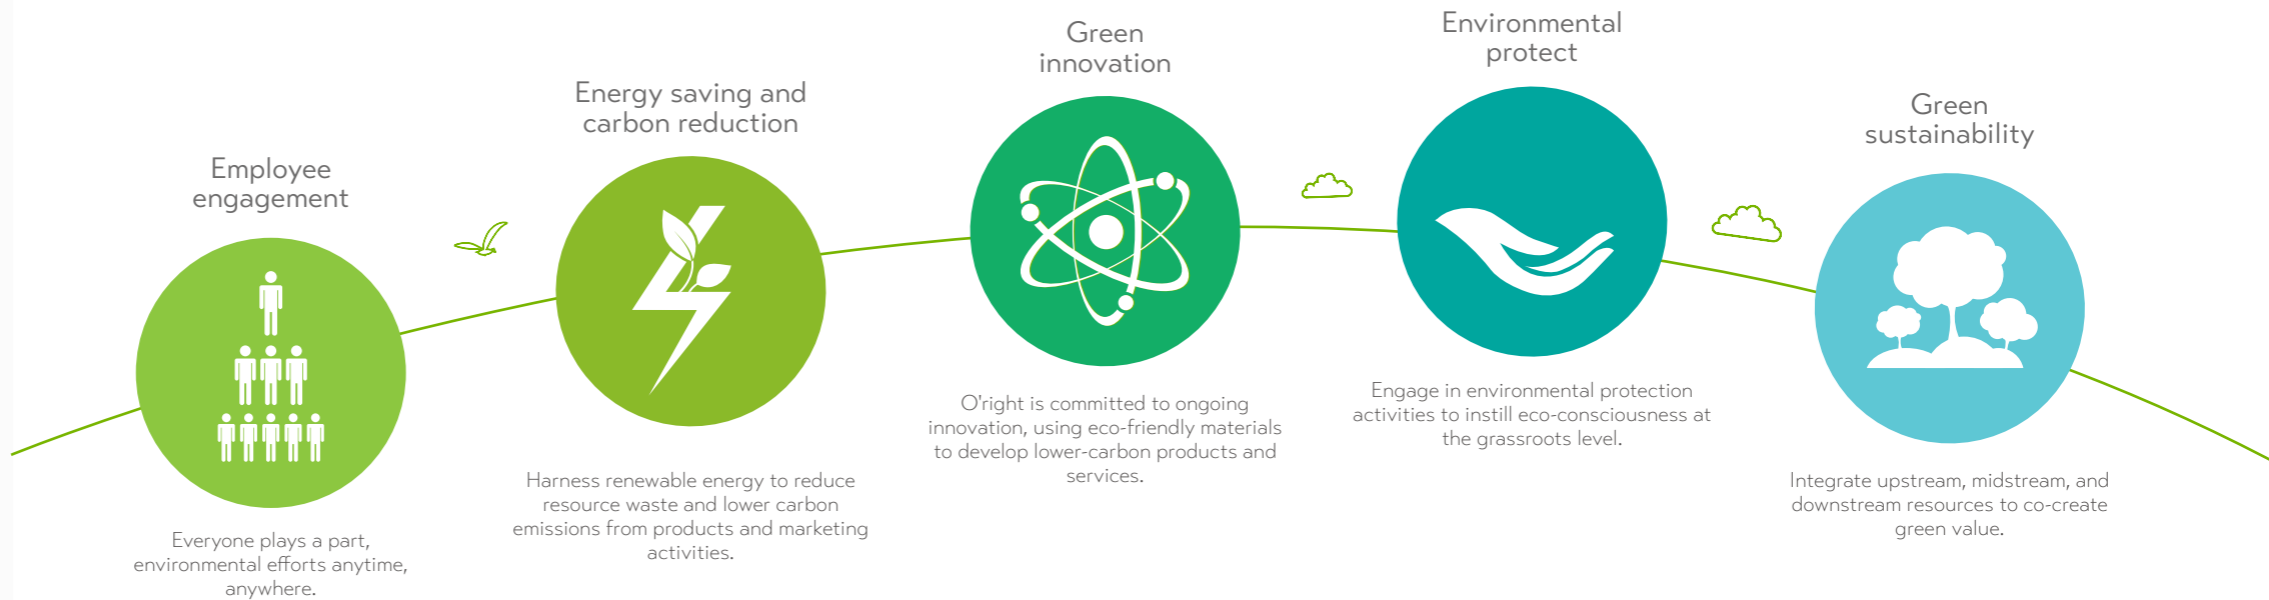 Employee
engagement
Everyone plays a part,
environmental efforts anytime,
anywhere.
Energy saving and
carbon reduction
Harness renewable energy to reduce
resource waste and lower carbon
emissions from products and marketing
activities.
Green
innovation
O'right is committed to ongoing
innovation, using eco-friendly materials
to develop lower-carbon products and
services.
Environmental
protect
Engage in environmental protection
activities to instill eco-consciousness at
the grassroots level.
Green
sustainability
Integrate upstream, midstream, and
downstream resources to co-create
green value.